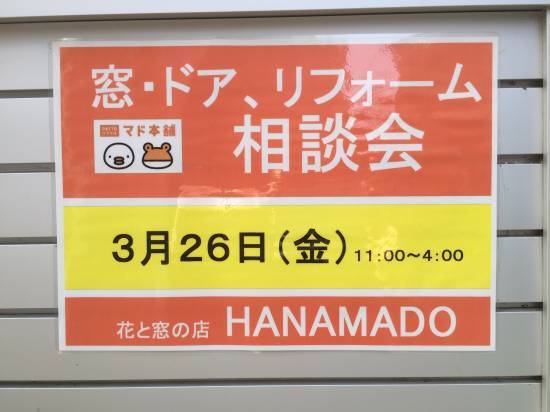 窓・ドア、リフォーム
マド本舗
相談会
3月26日(金) 11:00~4:00
花と窓の店 HANAMADO